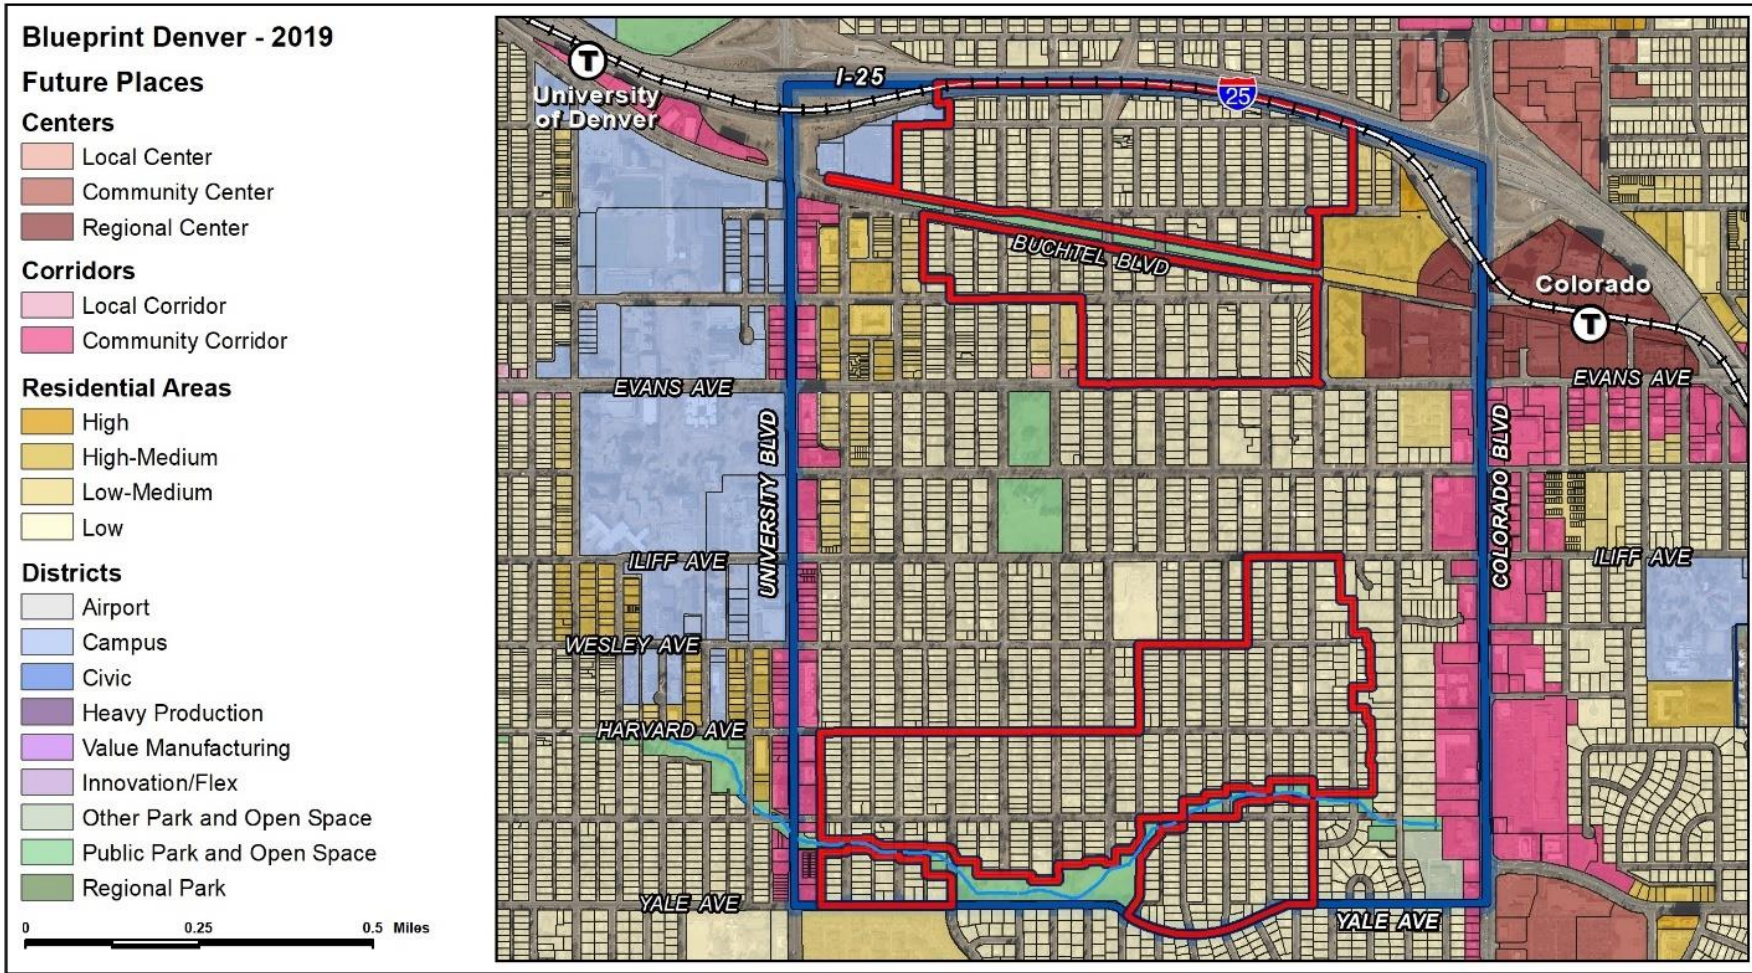 Blueprint Denver - 2019
Future Places
Centers
Local Center
Community Center
Regional Center
Corridors
Local Corridor
Community Corridor
Residential Areas
High
High-Medium
Low-Medium
Low
Districts
Airport
Campus
Civic
Heavy Production
Value Manufacturing
Innovation/Flex
Other Park and Open Space
Public Park and Open Space
Regional Park
0 0.25 0.5 Miles
T
University
of Denver
I-25
25
BUCHTEL BLVD
Colorado
T
EVANS AVE
EVANS AVE
UNIVERSITY BLVD
COLORADO BLVD
ILIFF AVE
ILIFF AVE
WESLEY AVE
HARVARD AVE
YALE AVE
YALE AVE